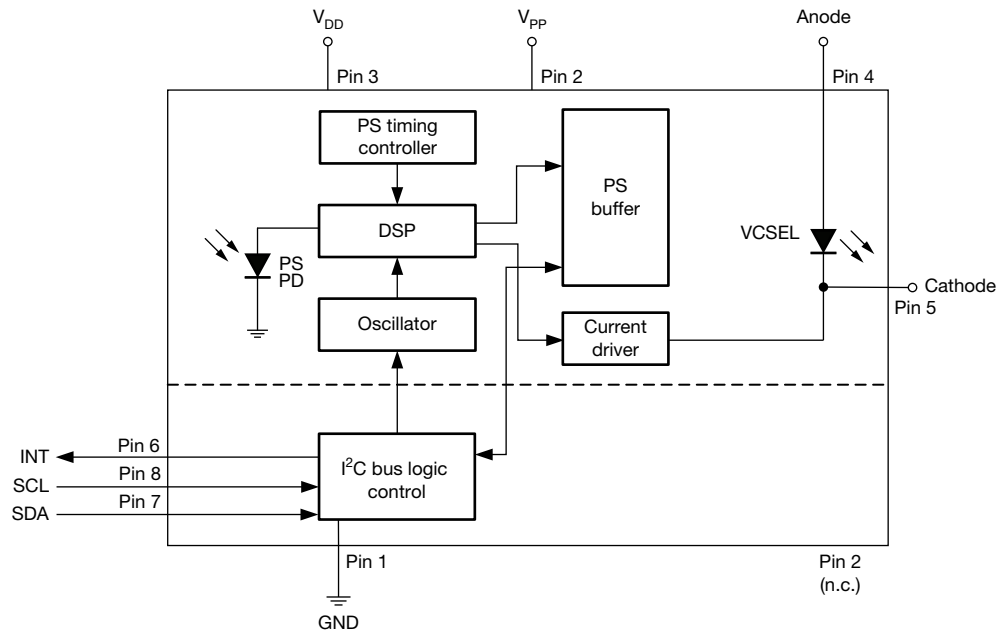 VDD
VPP
Anode
Pin 3
Pin 2
Pin 4
PS timing
controller
PS
buffer
DSP
VCSEL
PS
PD
Cathode
Pin 5
Oscillator
Current
driver
INT
Pin 6
SCL
Pin 8
SDA
Pin 7
I²C bus logic
control
Pin 1
GND
Pin 2
(n.c.)